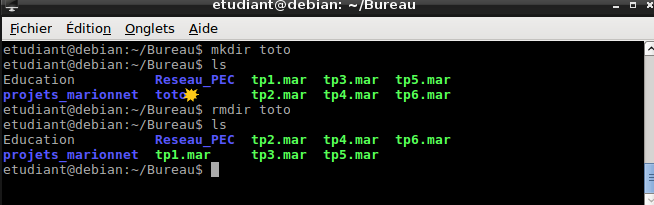 etudiant@debian: ~/Bureau
Fichier Édition Onglets Aide
etudiant@debian:~/Bureau$ mkdir toto
etudiant@debian:~/Bureau$ ls
Education Reseau_PEC tp1.mar tp3.mar tp5.mar
projets_marionnet toto tp2.mar tp4.mar tp6.mar
etudiant@debian:~/Bureau$ rmdir toto
etudiant@debian:~/Bureau$ ls
Education Reseau_PEC tp2.mar tp4.mar tp6.mar
projets_marionnet tp1.mar tp3.mar tp5.mar
etudiant@debian:~/Bureau$